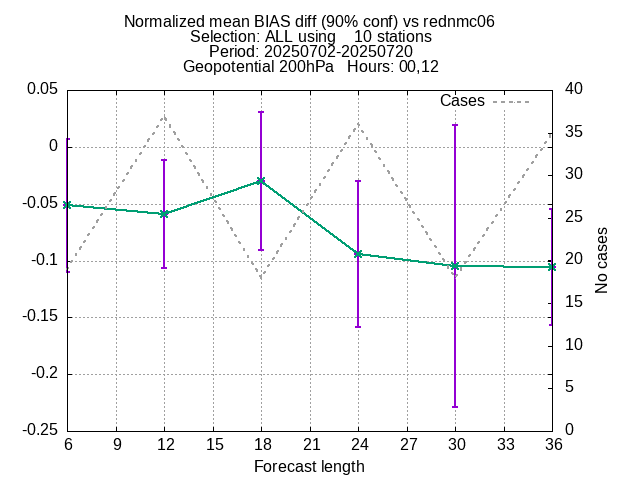 Normalized mean BIAS diff (90% conf) vs rednmc06
Selection: ALL using    10 stations
Period: 20250702-20250720
Geopotential 200hPa   Hours: 00,12
Cases
0.05
0
-0.05
-0.1
-0.15
-0.2
-0.25
40
35
30
25
20
15
10
5
0
No cases
6 9 12 15 18 21 24 27 30 33 36
Forecast length